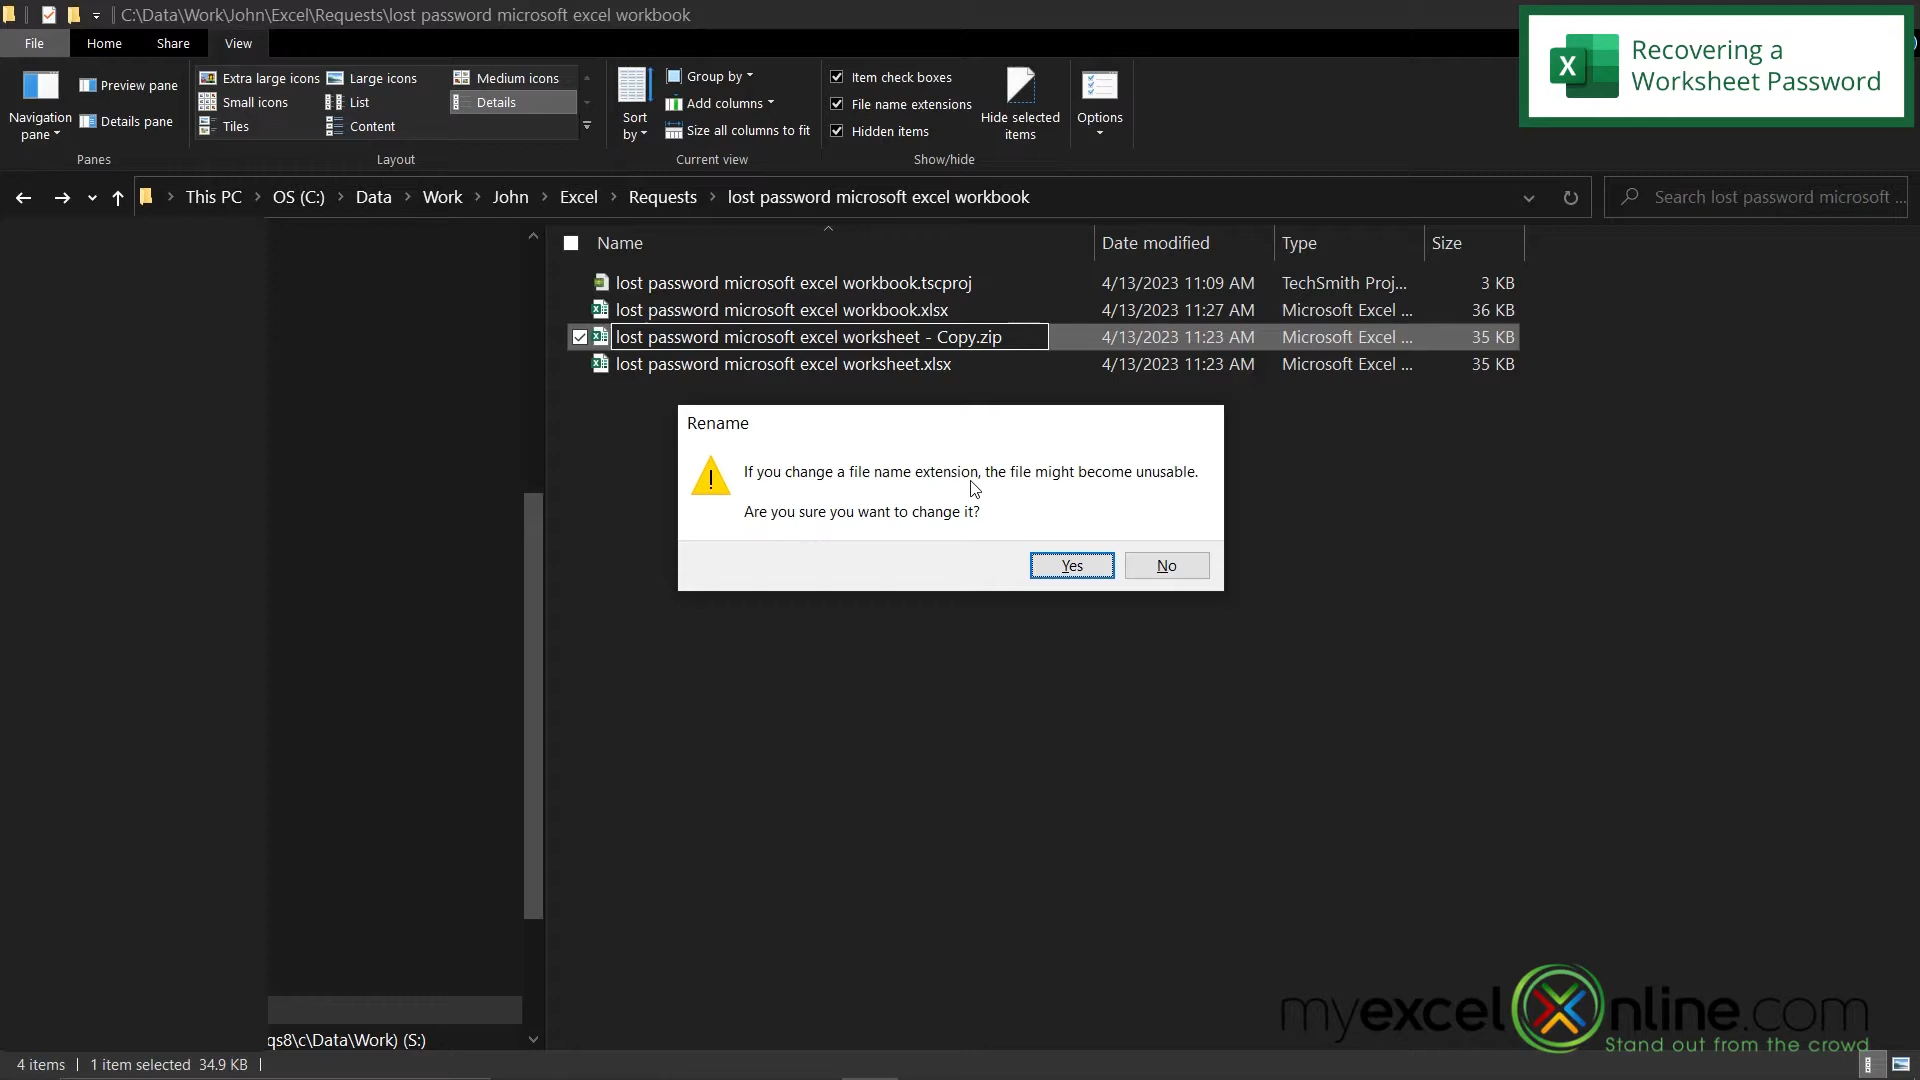 C:\Data\Work\John\Excel\Requests\lost password microsoft excel workbook
File Home Share View
Navigation pane
Preview pane
Details pane
Panes
Extra large icons Large icons Medium icons
Small icons List Details
Tiles Content
Layout
Sort by
Group by
Add columns
Size all columns to fit
Current view
Item check boxes
File name extensions
Hidden items
Hide selected items
Show/hide
Options
Recovering a
Worksheet Password
This PC > OS (C:) > Data > Work > John > Excel > Requests > lost password microsoft excel workbook
Search lost password microsoft ...
Name Date modified Type Size
lost password microsoft excel workbook.tscproj 4/13/2023 11:09 AM TechSmith Proj... 3 KB
lost password microsoft excel workbook.xlsx 4/13/2023 11:27 AM Microsoft Excel ... 36 KB
lost password microsoft excel worksheet - Copy.zip 4/13/2023 11:23 AM Microsoft Excel ... 35 KB
lost password microsoft excel worksheet.xlsx 4/13/2023 11:23 AM Microsoft Excel ... 35 KB
Rename
If you change a file name extension, the file might become unusable.
Are you sure you want to change it?
Yes No
qs8\c\Data\Work) (S:)
myexcelOnline.com
Stand out from the crowd
4 items 1 item selected 34.9 KB